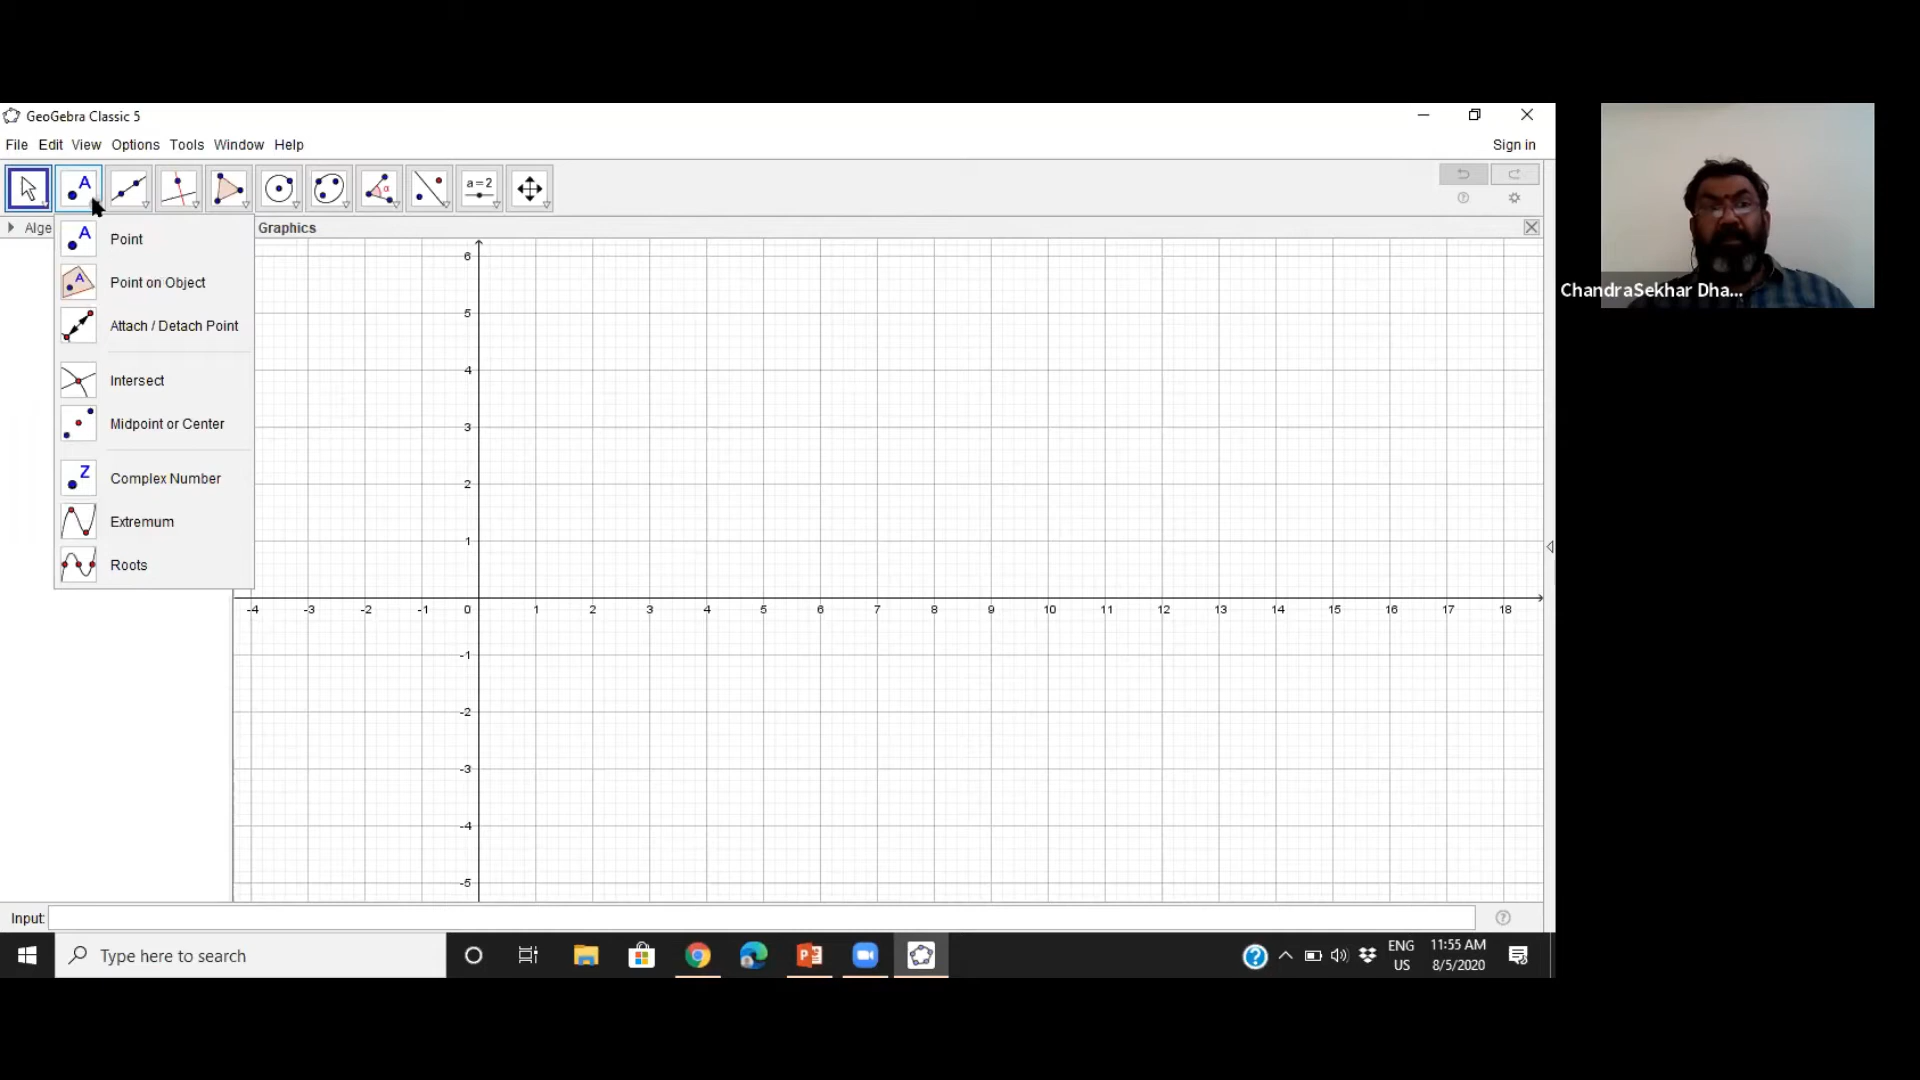 GeoGebra Classic 5
File Edit View Options Tools Window Help
Sign in
A
α
a=2
Alge
Graphics
A Point
A Point on Object
Attach / Detach Point
Intersect
Midpoint or Center
Z Complex Number
Extremum
Roots
6
5
4
3
2
1
-4 -3 -2 -1 0 1 2 3 4 5 6 7 8 9 10 11 12 13 14 15 16 17 18
-1
-2
-3
-4
-5
Input:
Type here to search
ENG
US
11:55 AM
8/5/2020
ChandraSekhar Dha...